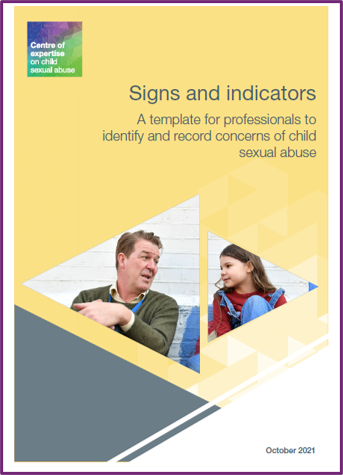 Centre of
expertise
on child
sexual abuse
Signs and indicators
A template for professionals to
identify and record concerns of child
sexual abuse
October 2021